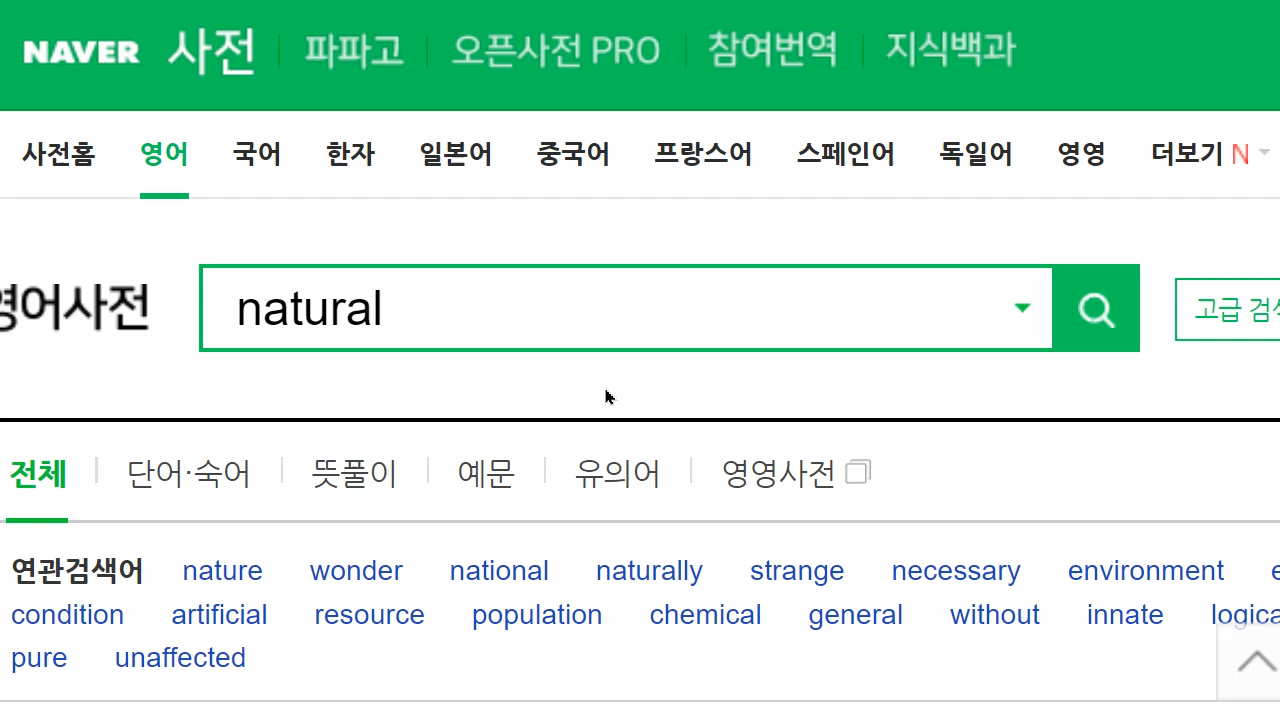 NAVER 사전 파파고 오픈사전 PRO 참여번역 지식백과
사전홈 영어 국어 한자 일본어 중국어 프랑스어 스페인어 독일어 영영 더보기 N
영어사전 natural 고급 검색
전체 단어·숙어 뜻풀이 예문 유의어 영영사전
연관검색어 nature wonder national naturally strange necessary environment
condition artificial resource population chemical general without innate logica
pure unaffected